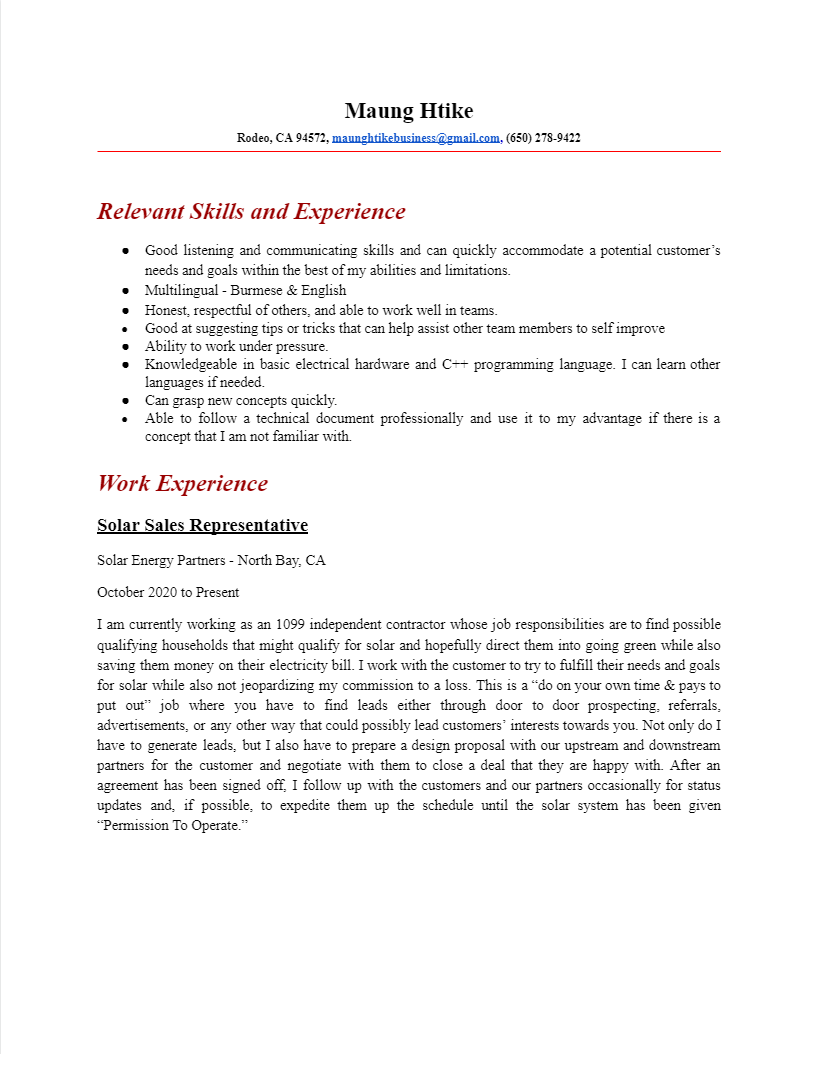 Maung Htike
Rodeo, CA 94572, maunghtikebusiness@gmail.com, (650) 278-9422
Relevant Skills and Experience
● Good listening and communicating skills and can quickly accommodate a potential customer’s
needs and goals within the best of my abilities and limitations.
● Multilingual - Burmese & English
● Honest, respectful of others, and able to work well in teams.
● Good at suggesting tips or tricks that can help assist other team members to self improve
● Ability to work under pressure.
● Knowledgeable in basic electrical hardware and C++ programming language. I can learn other
languages if needed.
● Can grasp new concepts quickly.
● Able to follow a technical document professionally and use it to my advantage if there is a
concept that I am not familiar with.
Work Experience
Solar Sales Representative
Solar Energy Partners - North Bay, CA
October 2020 to Present
I am currently working as an 1099 independent contractor whose job responsibilities are to find possible
qualifying households that might qualify for solar and hopefully direct them into going green while also
saving them money on their electricity bill. I work with the customer to try to fulfill their needs and goals
for solar while also not jeopardizing my commission to a loss. This is a “do on your own time & pays to
put out” job where you have to find leads either through door to door prospecting, referrals,
advertisements, or any other way that could possibly lead customers’ interests towards you. Not only do I
have to generate leads, but I also have to prepare a design proposal with our upstream and downstream
partners for the customer and negotiate with them to close a deal that they are happy with. After an
agreement has been signed off, I follow up with the customers and our partners occasionally for status
updates and, if possible, to expedite them up the schedule until the solar system has been given
“Permission To Operate.”